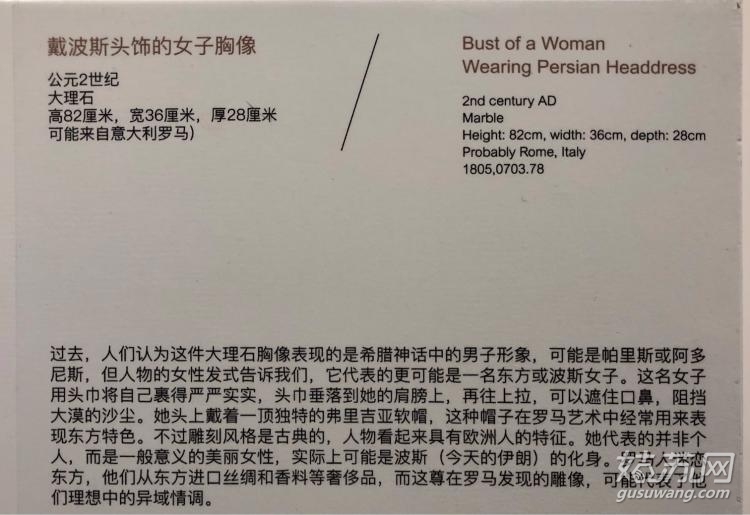 戴波斯头饰的女子胸像
公元2世纪
大理石
高82厘米，宽36厘米，厚28厘米
可能来自意大利罗马）
Bust of a Woman
Wearing Persian Headdress
2nd century AD
Marble
Height: 82cm, width: 36cm, depth: 28cm
Probably Rome, Italy
1805,0703.78
过去，人们认为这件大理石胸像表现的是希腊神话中的男子形象，可能是帕里斯或阿多
尼斯，但人物的女性发式告诉我们，它代表的更可能是一名东方或波斯女子。这名女子
用头巾将自己裹得严严实实，头巾垂落到她的肩膀上，再往上拉，可以遮住口鼻，阻挡
大漠的沙尘。她头上戴着一顶独特的弗里吉亚软帽，这种帽子在罗马艺术中经常用来表
现东方特色。不过雕刻风格是古典的，人物看起来具有欧洲人的特征。她代表的并非个
人，而是一般意义的美丽女性，实际上可能是波斯（今天的伊朗）的化身。罗马人迷恋
东方，他们从东方进口丝绸和香料等奢侈品，而这尊在罗马发现的雕像，可能代表了他
们理想中的异域情调。
姑苏网
gusuwang.com